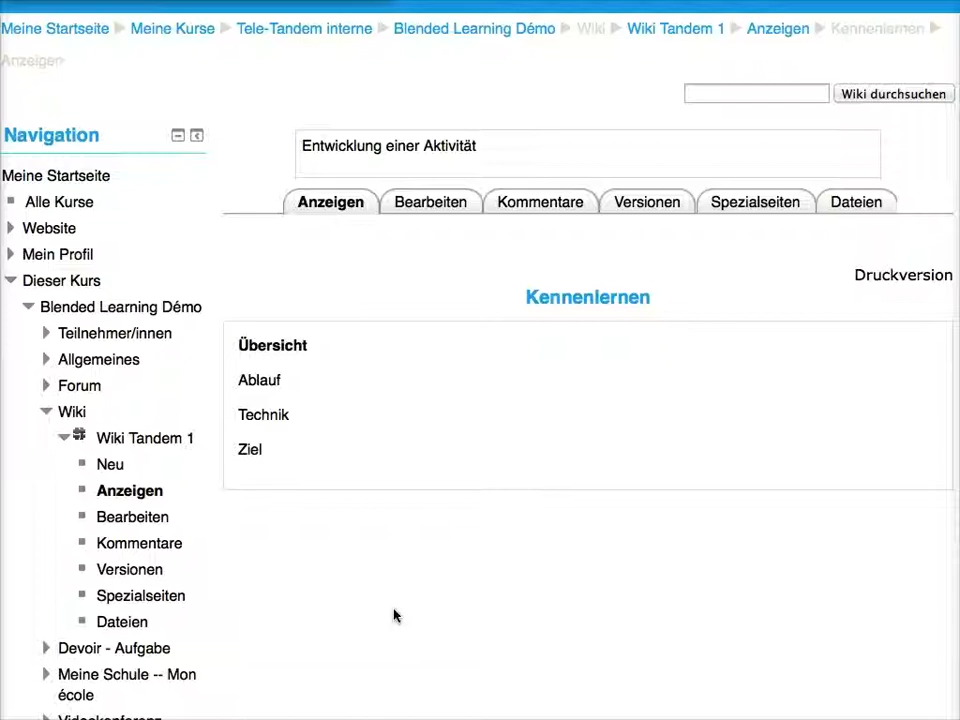 Meine Startseite Meine Kurse Tele-Tandem interne Blended Learning Démo Wiki Wiki Tandem 1 Anzeigen Kennenlernen
Anzeigen
Wiki durchsuchen
Navigation
Entwicklung einer Aktivität
Meine Startseite
Alle Kurse
Anzeigen Bearbeiten Kommentare Versionen Spezialseiten Dateien
Website
Mein Profil
Dieser Kurs
Druckversion
Kennenlernen
Blended Learning Démo
Teilnehmer/innen
Übersicht
Allgemeines
Ablauf
Forum
Wiki
Technik
Wiki Tandem 1
Ziel
Neu
Anzeigen
Bearbeiten
Kommentare
Versionen
Spezialseiten
Dateien
Devoir - Aufgabe
Meine Schule -- Mon
école